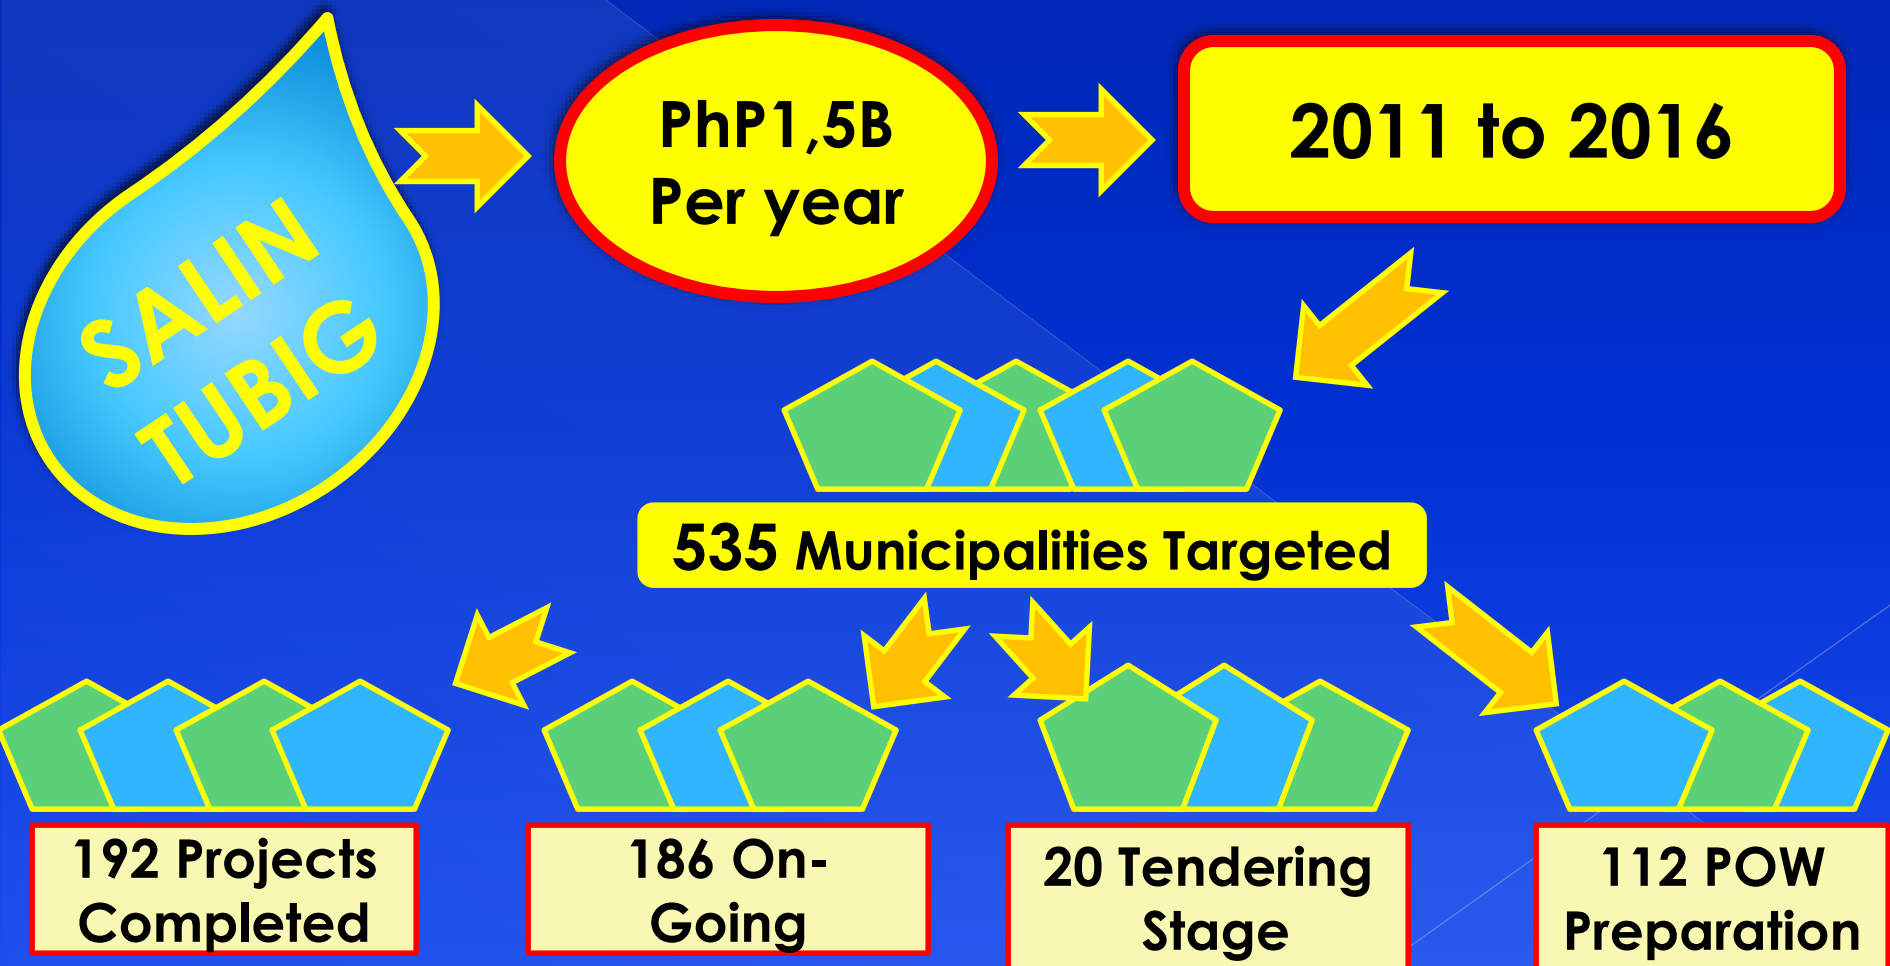 SALIN
TUBIG
PhP1,5B
Per year
2011 to 2016
535 Municipalities Targeted
192 Projects
Completed
186 On-
Going
20 Tendering
Stage
112 POW
Preparation